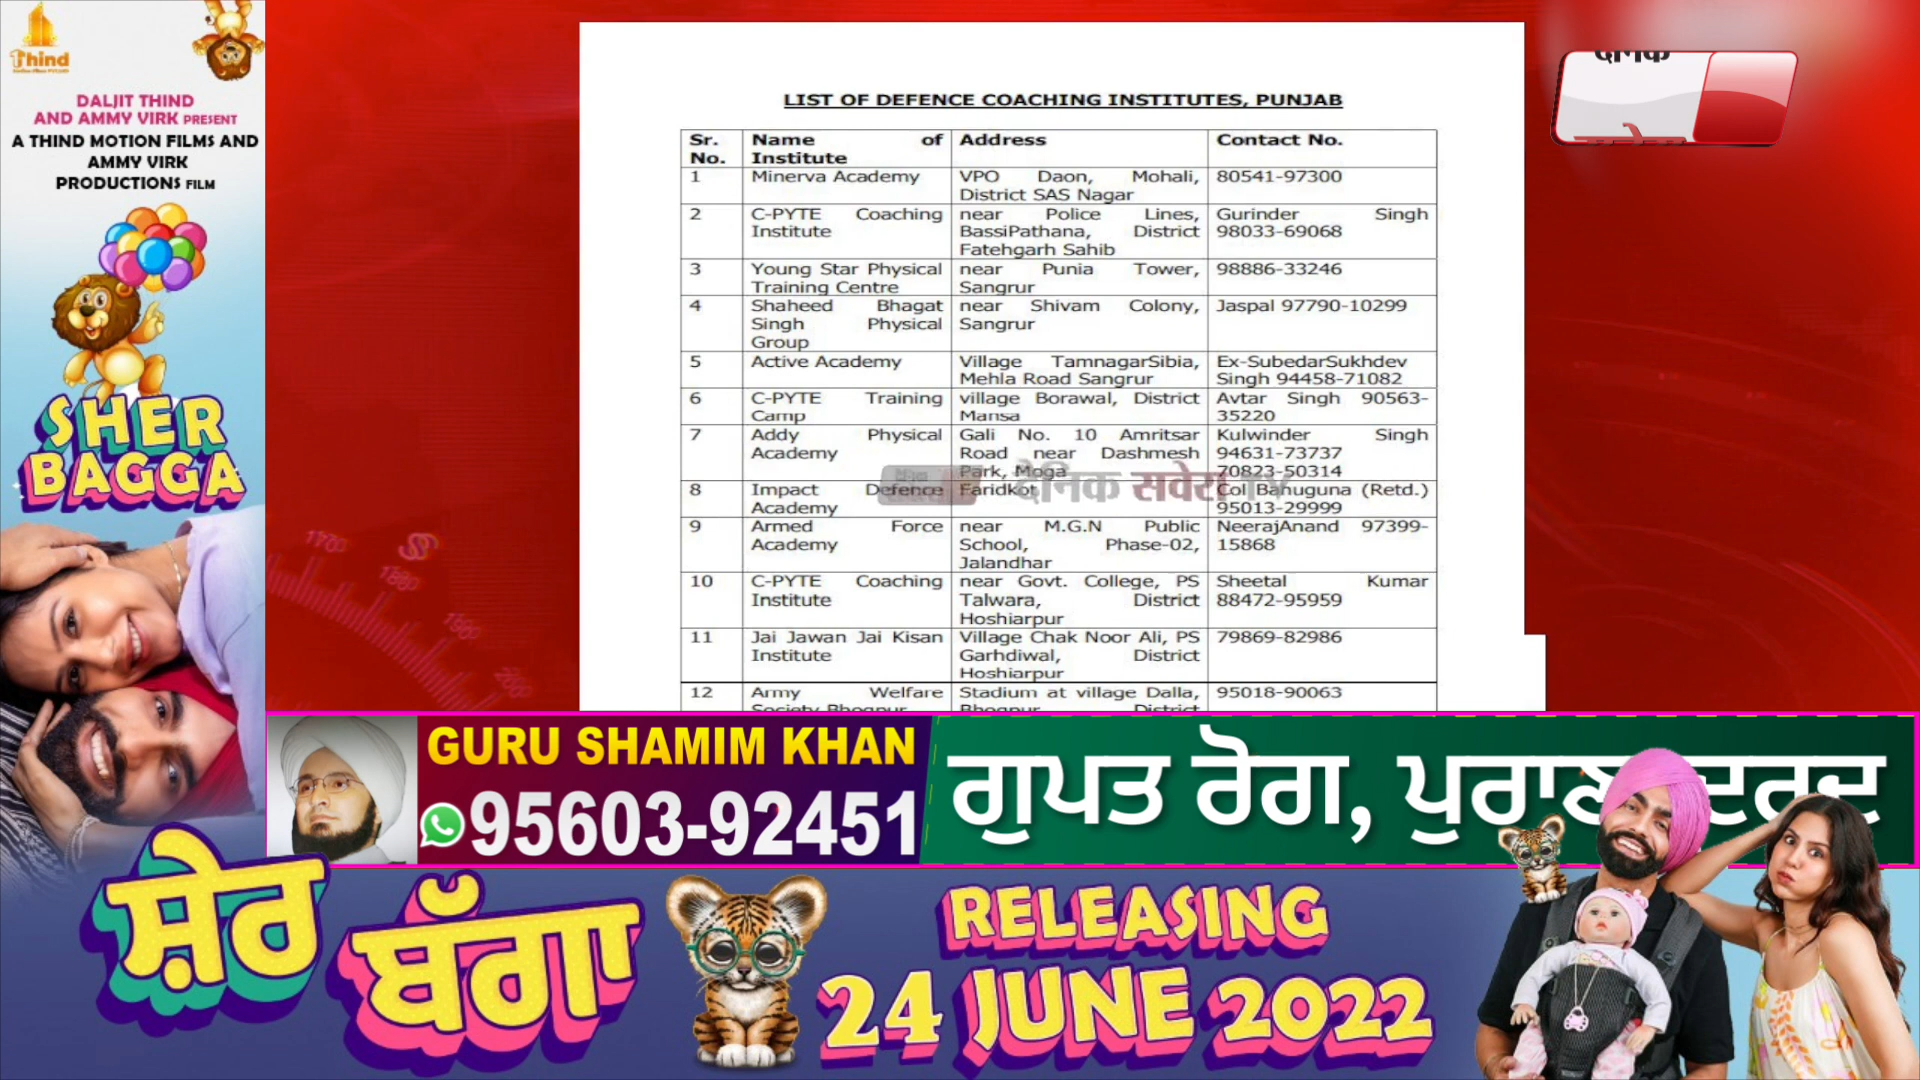 thind
DALJIT THIND
AND AMMY VIRK PRESENT
A THIND MOTION FILMS AND
AMMY VIRK
PRODUCTIONS FILM
SHER
BAGGA
दैनिक
LIST OF DEFENCE COACHING INSTITUTES, PUNJAB
Sr. No. Name of Institute Address Contact No.
1 Minerva Academy VPO Daon, Mohali, District SAS Nagar 80541-97300
2 C-PYTE Coaching Institute near Police Lines, BassiPathana, District Fatehgarh Sahib Gurinder Singh 98033-69068
3 Young Star Physical Training Centre near Punia Tower, Sangrur 98886-33246
4 Shaheed Bhagat Singh Physical Group near Shivam Colony, Sangrur Jaspal 97790-10299
5 Active Academy Village TamnagarSibia, Mehla Road Sangrur Ex-SubedarSukhdev Singh 94458-71082
6 C-PYTE Training Camp village Borawal, District Mansa Avtar Singh 90563-35220
7 Addy Physical Academy Gali No. 10 Amritsar Road near Dashmesh Park, Moga Kulwinder Singh 94631-73737 70823-50314
8 Impact Defence Academy Faridkot Col Bahuguna (Retd.) 95013-29999
9 Armed Force Academy near M.G.N Public School, Phase-02, Jalandhar NeerajAnand 97399-15868
10 C-PYTE Coaching Institute near Govt. College, PS Talwara, District Hoshiarpur Sheetal Kumar 88472-95959
11 Jai Jawan Jai Kisan Institute Village Chak Noor Ali, PS Garhdiwal, District Hoshiarpur 79869-82986
12 Army Welfare Society Bhogpur Stadium at village Dalla, Bhogpur District 95018-90063
दैनिक सवेरा TV
GURU SHAMIM KHAN
95603-92451
ਗੁਪਤ ਰੋਗ,
ਸ਼ੇਰ
ਬੱਗਾ
RELEASING
24 JUNE 2022